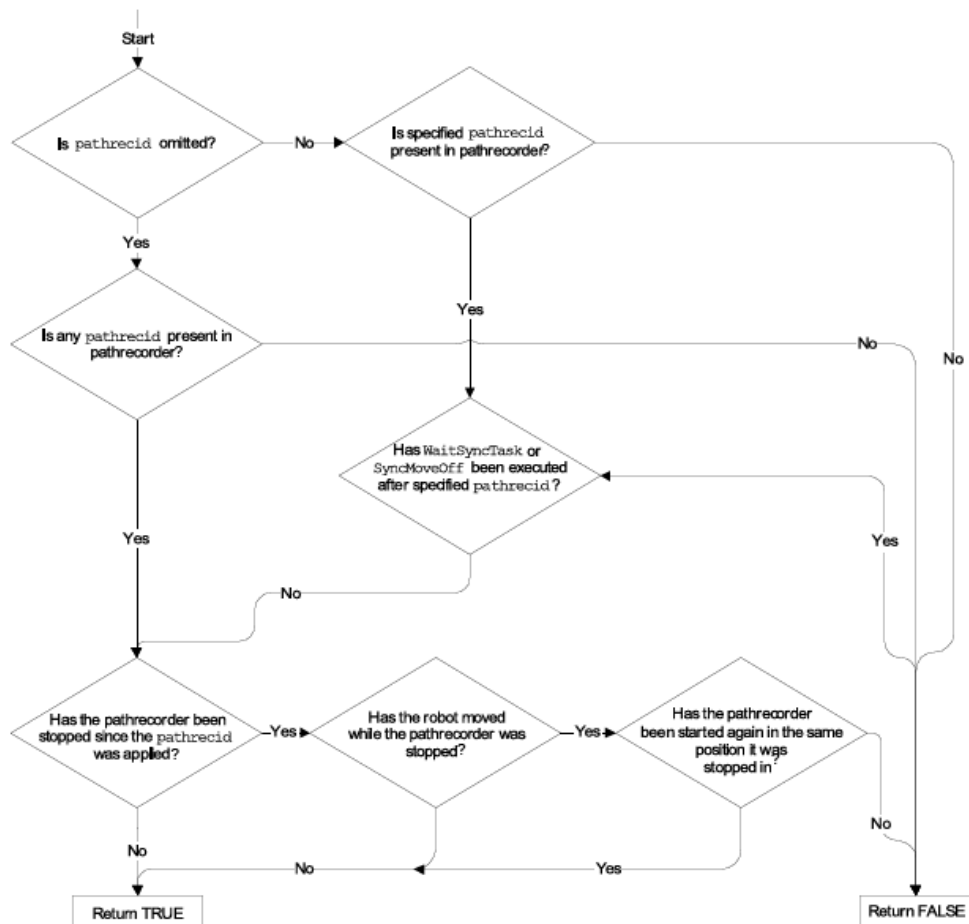 Start
Is pathrecid omitted?
No
Is specified pathrecid
present in pathrecorder?
Yes
Is any pathrecid present in
pathrecorder?
Yes
No
No
Has WaitSyncTask or
SyncMoveOff been executed
after specified pathrecid?
Yes
Yes
No
Has the pathrecorder been
stopped since the pathrecid
was applied?
Yes
Has the robot moved
while the pathrecorder was
stopped?
Yes
Has the pathrecorder
been started again in the same
position it was
stopped in?
No
No
No
Yes
Return TRUE
Return FALSE